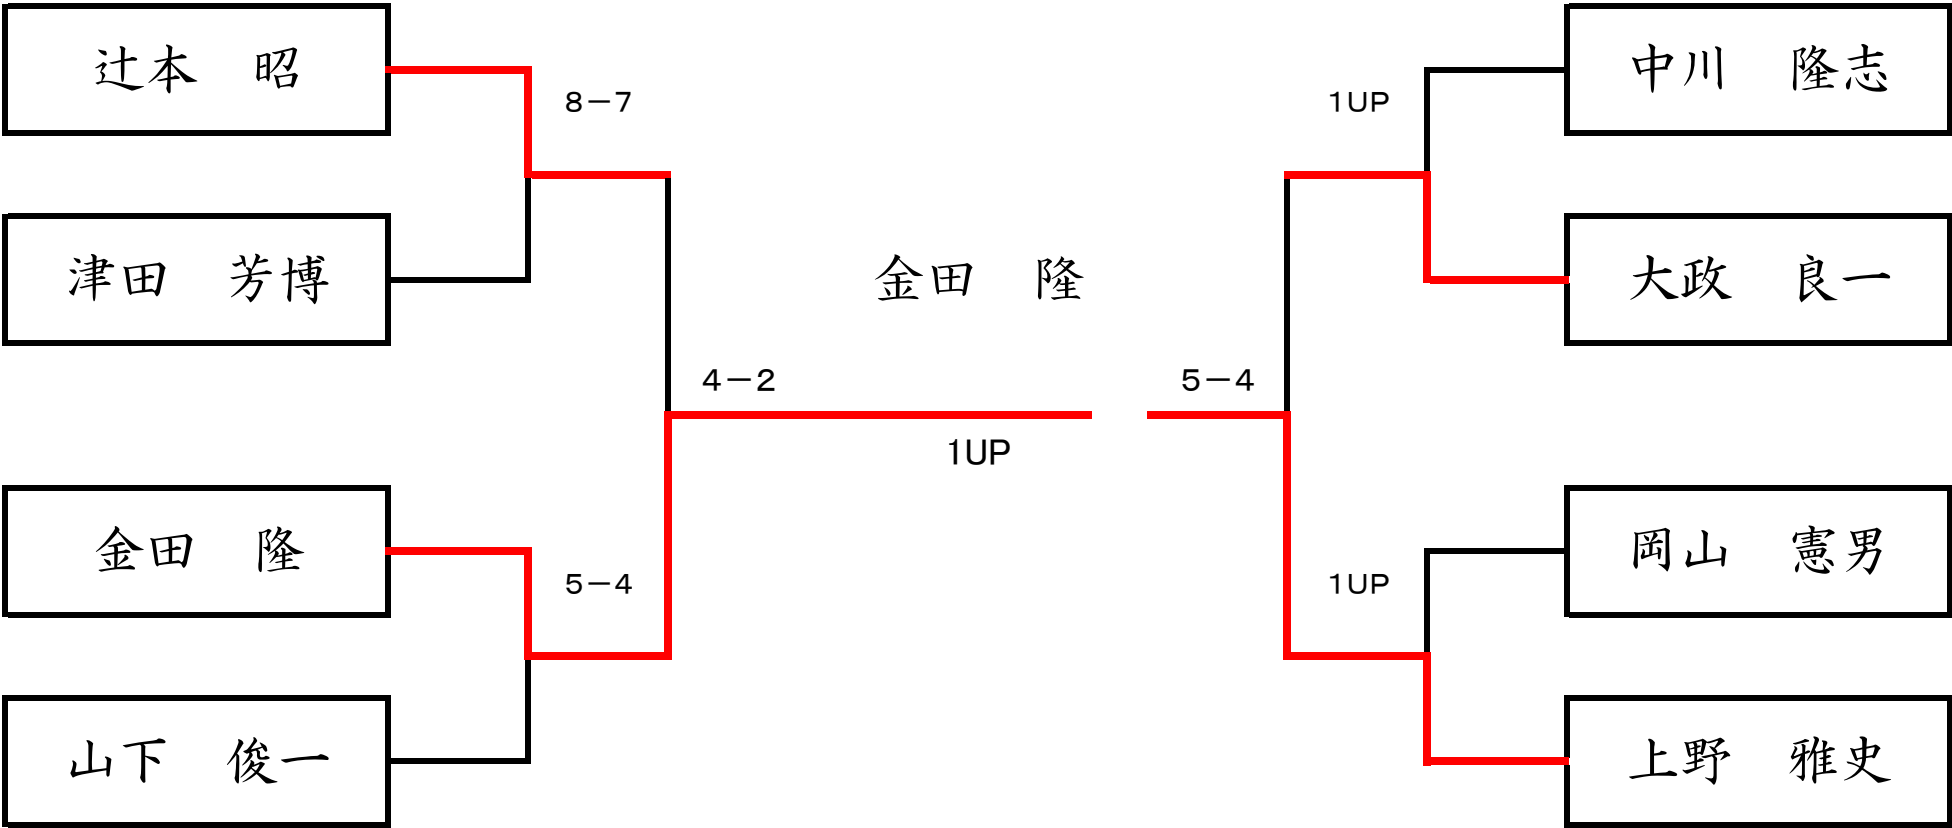 辻本　昭
中川　隆志
８－７
１UP
津田　芳博
金田　隆
大政　良一
４－２
５－４
1UP
金田　隆
岡山　憲男
５－４
１UP
山下　俊一
上野　雅史